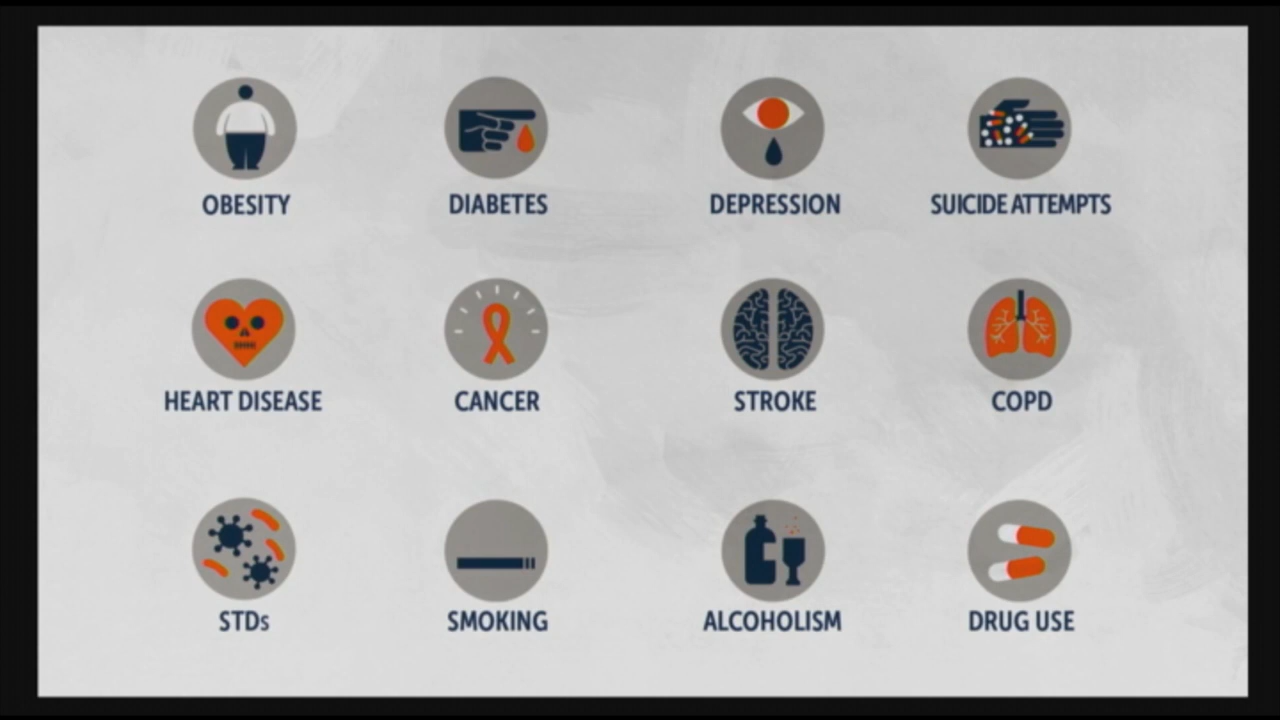 OBESITY
DIABETES
DEPRESSION
SUICIDE ATTEMPTS
HEART DISEASE
CANCER
STROKE
COPD
STDs
SMOKING
ALCOHOLISM
DRUG USE